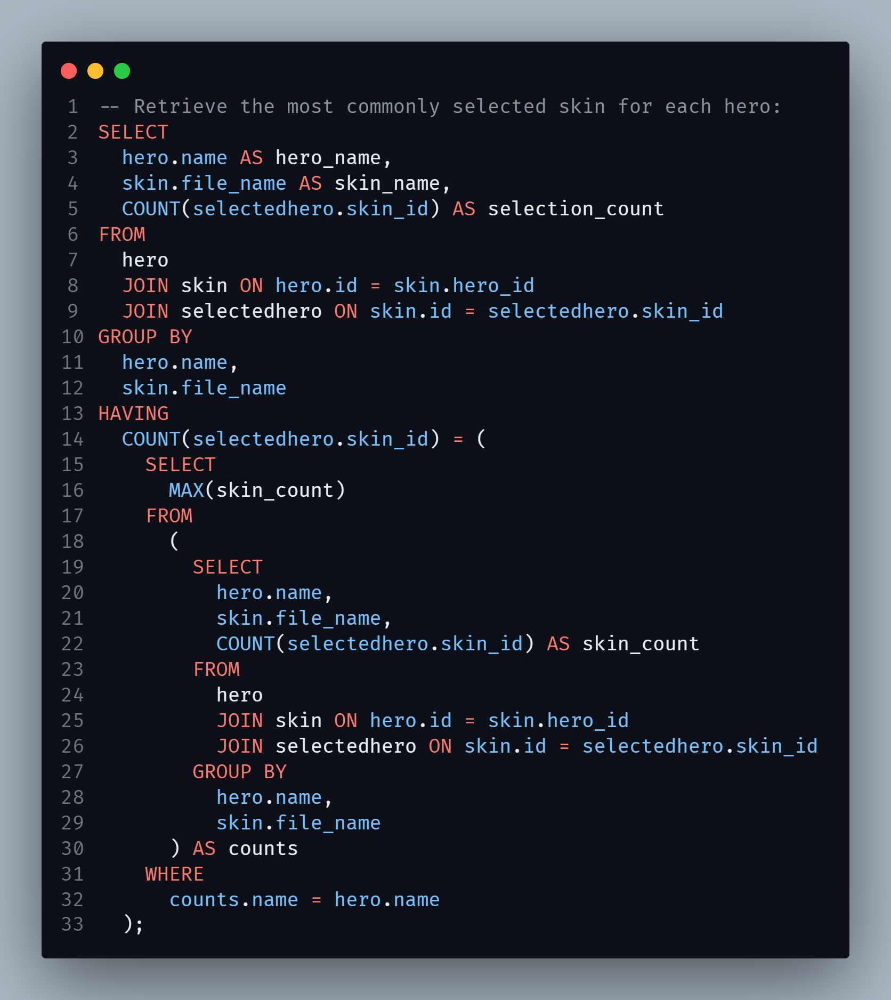 1 -- Retrieve the most commonly selected skin for each hero:
2 SELECT
3   hero.name AS hero_name,
4   skin.file_name AS skin_name,
5   COUNT(selectedhero.skin_id) AS selection_count
6 FROM
7   hero
8   JOIN skin ON hero.id = skin.hero_id
9   JOIN selectedhero ON skin.id = selectedhero.skin_id
10 GROUP BY
11   hero.name,
12   skin.file_name
13 HAVING
14   COUNT(selectedhero.skin_id) = (
15     SELECT
16       MAX(skin_count)
17     FROM
18       (
19         SELECT
20           hero.name,
21           skin.file_name,
22           COUNT(selectedhero.skin_id) AS skin_count
23         FROM
24           hero
25           JOIN skin ON hero.id = skin.hero_id
26           JOIN selectedhero ON skin.id = selectedhero.skin_id
27         GROUP BY
28           hero.name,
29           skin.file_name
30       ) AS counts
31     WHERE
32       counts.name = hero.name
33   );